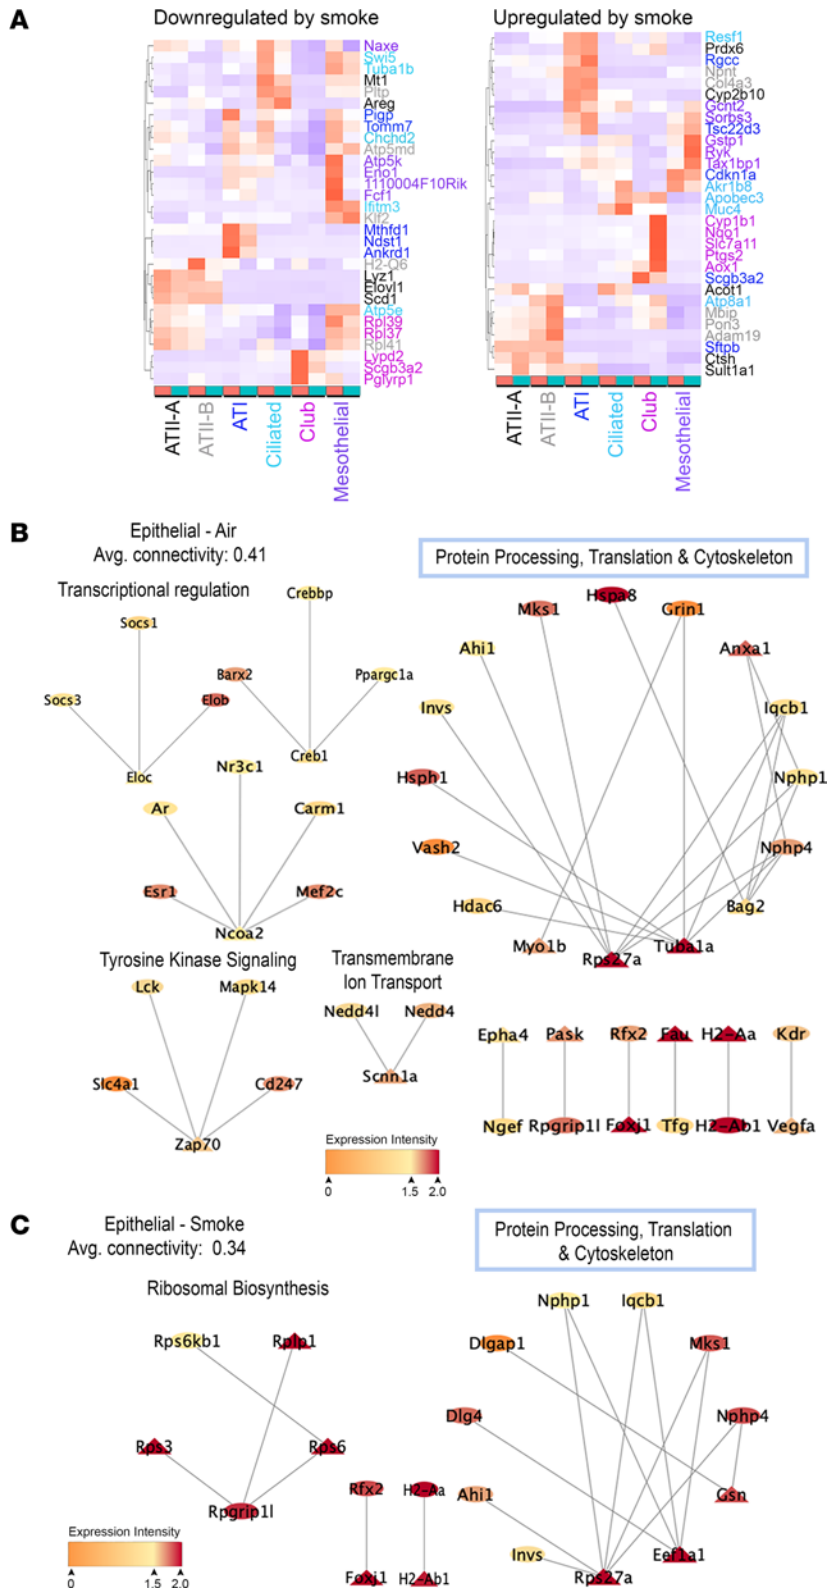 A
Downregulated by smoke
Naxe
Swi5
Tuba1b
Mt1
Pltp
Areg
Pigp
Tomm7
Chchd2
Atp5md
Atp5k
Eno1
1110004F10Rik
Fcf1
Ifitm3
Klf2
Mthfd1
Ndst1
Ankrd1
H2-Q6
Lyz1
Elovl1
Scd1
Atp5e
Rpl39
Rpl37
Rpl41
Lypd2
Scgb3a2
Pglyrp1
ATII-A
ATII-B
ATI
Ciliated
Club
Mesothelial
Upregulated by smoke
Resf1
Prdx6
Rgcc
Npnt
Col4a3
Cyp2b10
Gcnt2
Sorbs3
Tsc22d3
Gstp1
Ryk
Tax1bp1
Cdkn1a
Akr1b8
Apobec3
Muc4
Cyp1b1
Nqo1
Slc7a11
Ptgs2
Aox1
Scgb3a2
Acot1
Atp8a1
Mbip
Pon3
Adam19
Sftpb
Ctsh
Sult1a1
ATII-A
ATII-B
ATI
Ciliated
Club
Mesothelial
B
Epithelial - Air
Avg. connectivity: 0.41
Transcriptional regulation
Crebbp
Socs1
Barx2
Ppargc1a
Socs3
Elob
Creb1
Eloc
Nr3c1
Ar
Carm1
Esr1
Mef2c
Ncoa2
Protein Processing, Translation & Cytoskeleton
Hspa8
Mks1
Grin1
Ahi1
Anxa1
Invs
Iqcb1
Hsph1
Nphp1
Vash2
Nphp4
Hdac6
Bag2
Myo1b
Tuba1a
Rps27a
Tyrosine Kinase Signaling
Lck
Mapk14
Slc4a1
Cd247
Zap70
Transmembrane
Ion Transport
Nedd4l
Nedd4
Scnn1a
Epha4
Pask
Rfx2
Fau
H2-Aa
Kdr
Ngef
Rpgrip1l
Foxj1
Tfg
H2-Ab1
Vegfa
Expression Intensity
0
1.5
2.0
C
Epithelial - Smoke
Avg. connectivity: 0.34
Ribosomal Biosynthesis
Rps6kb1
Rplp1
Rps3
Rps6
Rpgrip1l
Rfx2
H2-Aa
Foxj1
H2-Ab1
Expression Intensity
0
1.5
2.0
Protein Processing, Translation
& Cytoskeleton
Nphp1
Iqcb1
Dlgap1
Mks1
Dlg4
Nphp4
Ahi1
Gsn
Invs
Eef1a1
Rps27a